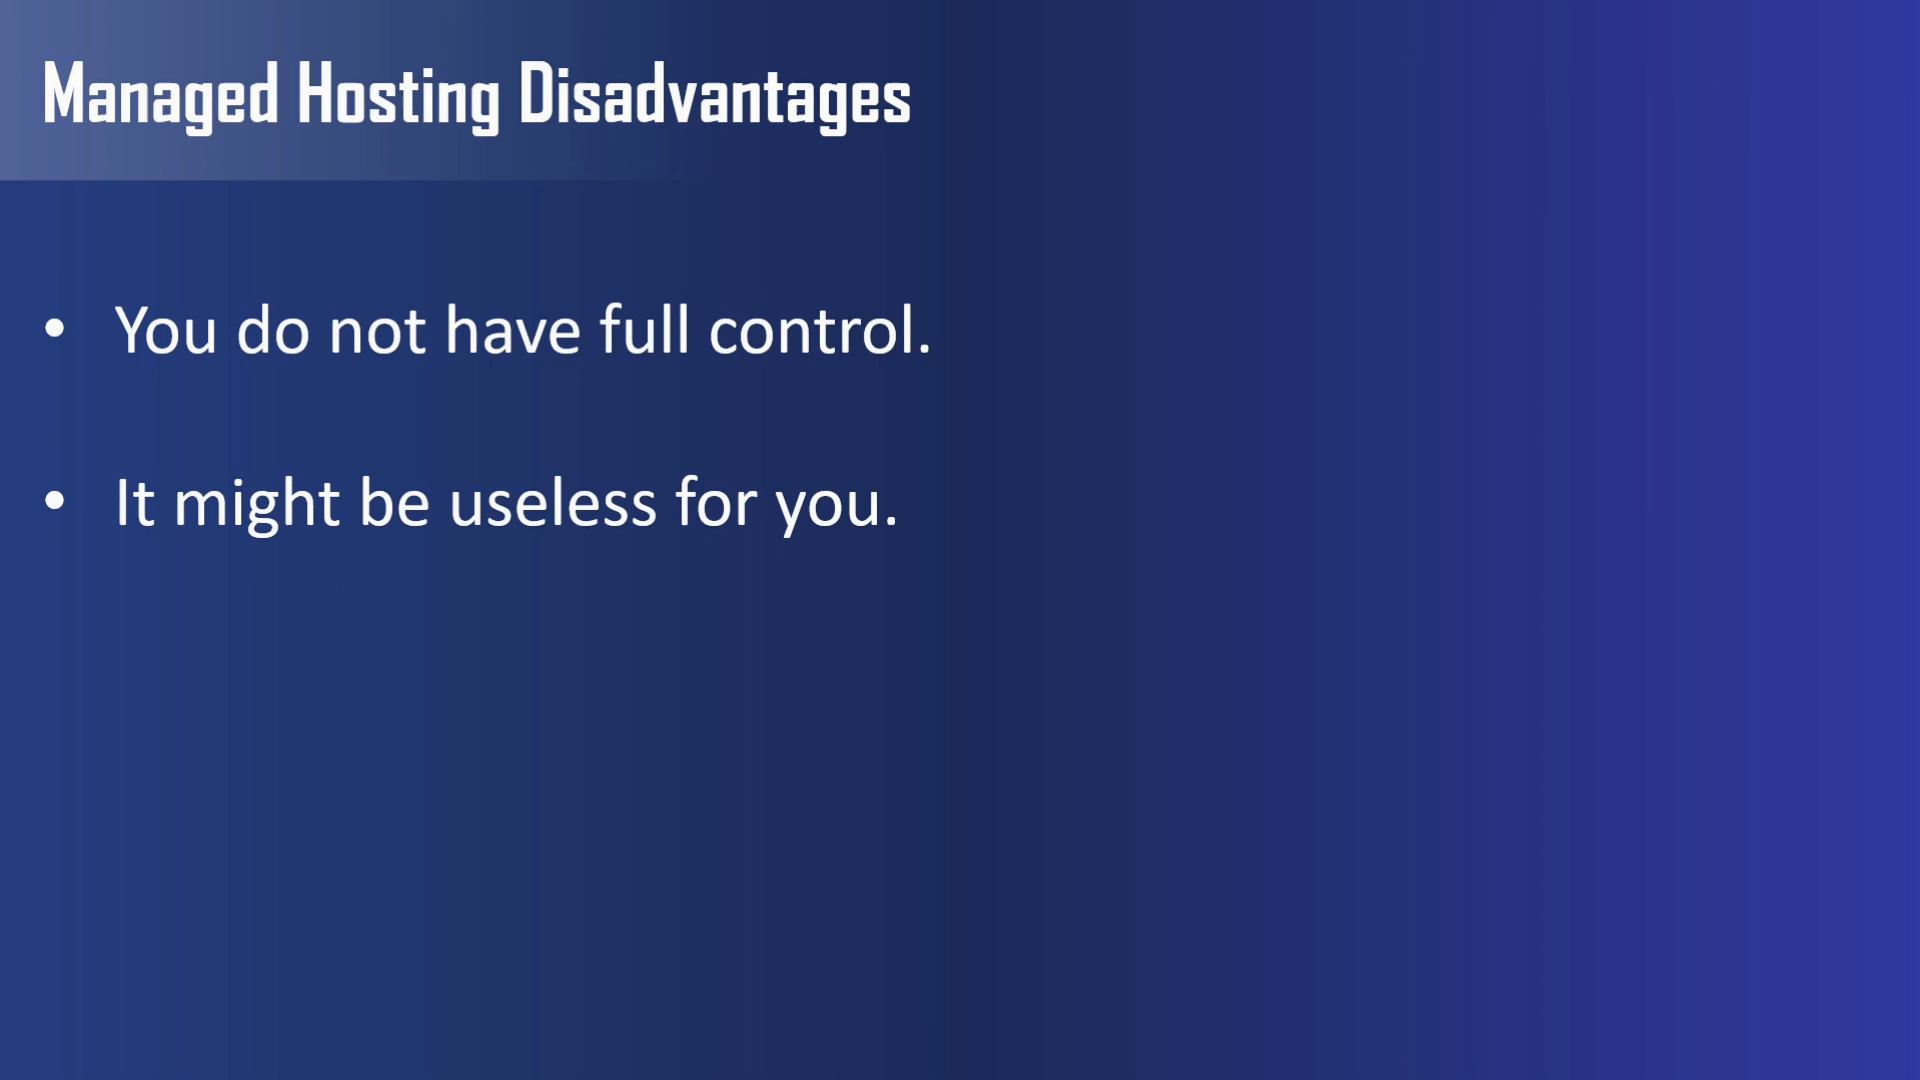 Managed Hosting Disadvantages
• You do not have full control.
• It might be useless for you.